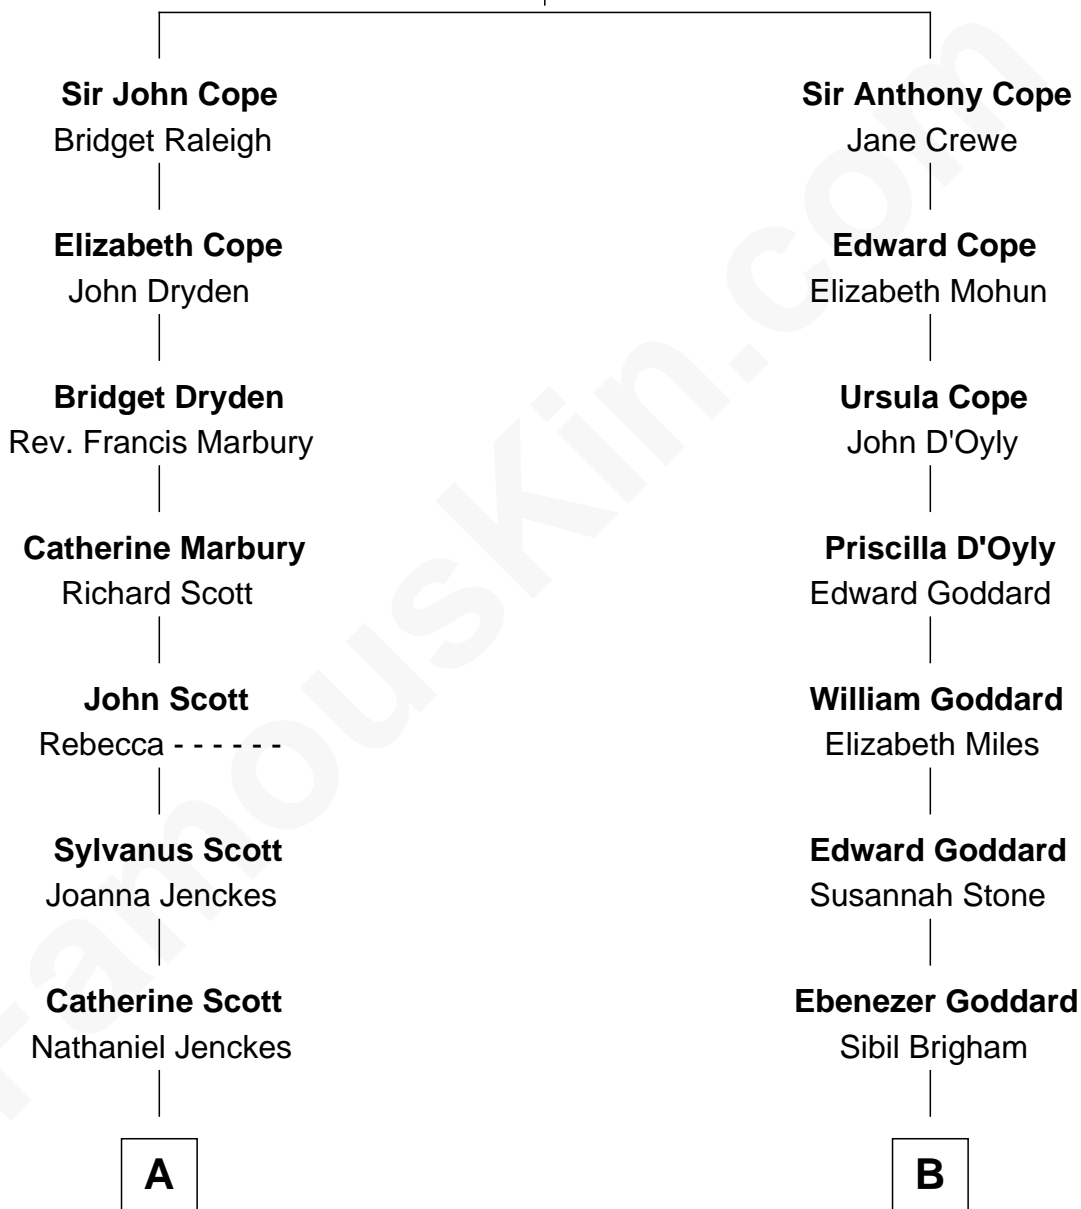 Sir John Cope
Bridget Raleigh
Elizabeth Cope
John Dryden
Bridget Dryden
Rev. Francis Marbury
Catherine Marbury
Richard Scott
John Scott
Rebecca - - - - - -
Sylvanus Scott
Joanna Jenckes
Catherine Scott
Nathaniel Jenckes
A
Sir Anthony Cope
Jane Crewe
Edward Cope
Elizabeth Mohun
Ursula Cope
John D'Oyly
Priscilla D'Oyly
Edward Goddard
William Goddard
Elizabeth Miles
Edward Goddard
Susannah Stone
Ebenezer Goddard
Sibil Brigham
B
FamousKin.com